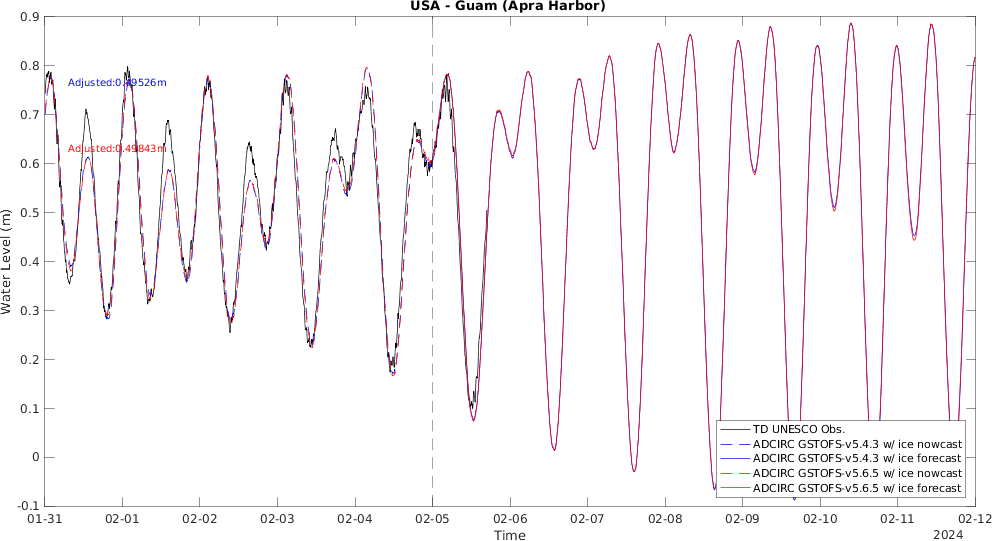 USA - Guam (Apra Harbor)
0.9
0.8
0.7
0.6
0.5
0.4
0.3
0.2
0.1
0
-0.1
Water Level (m)
Adjusted:0.49526m
Adjusted:0.49843m
TD UNESCO Obs.
ADCIRC GSTOFS-v5.4.3 w/ ice nowcast
ADCIRC GSTOFS-v5.4.3 w/ ice forecast
ADCIRC GSTOFS-v5.6.5 w/ ice nowcast
ADCIRC GSTOFS-v5.6.5 w/ ice forecast
01-31 02-01 02-02 02-03 02-04 02-05 02-06 02-07 02-08 02-09 02-10 02-11 02-12
Time
2024